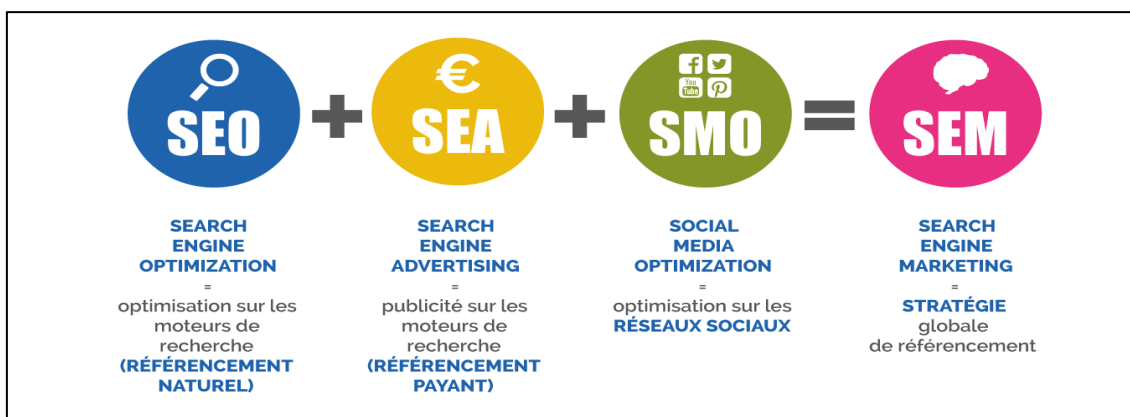 SEO + SEA + SMO = SEM
SEARCH
ENGINE
OPTIMIZATION
=
optimisation sur les
moteurs de
recherche
(RÉFÉRENCEMENT
NATUREL)
€
SEARCH
ENGINE
ADVERTISING
=
publicité sur les
moteurs de
recherche
(RÉFÉRENCEMENT
PAYANT)
You
Tube
SOCIAL
MEDIA
OPTIMIZATION
=
optimisation sur les
RÉSEAUX SOCIAUX
SEARCH
ENGINE
MARKETING
=
STRATÉGIE
globale
de référencement